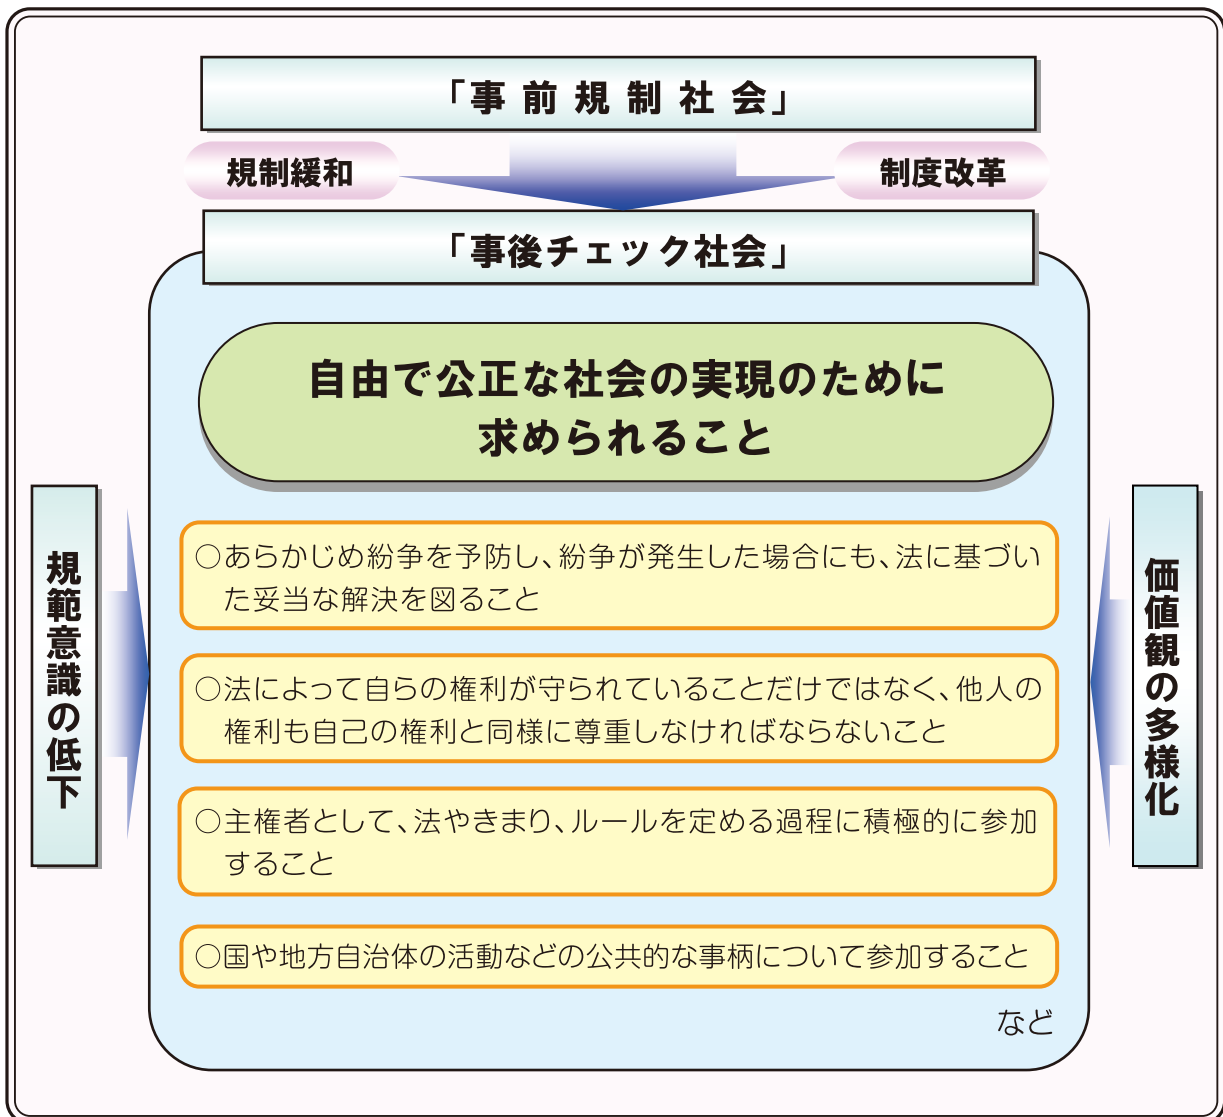 「事前規制社会」
規制緩和
制度改革
「事後チェック社会」
自由で公正な社会の実現のために
求められること
規範意識の低下
○あらかじめ紛争を予防し、紛争が発生した場合にも、法に基づい
た妥当な解決を図ること
○法によって自らの権利が守られていることだけではなく、他人の
権利も自己の権利と同様に尊重しなければならないこと
○主権者として、法やきまり、ルールを定める過程に積極的に参加
すること
○国や地方自治体の活動などの公共的な事柄について参加すること
など
価値観の多様化